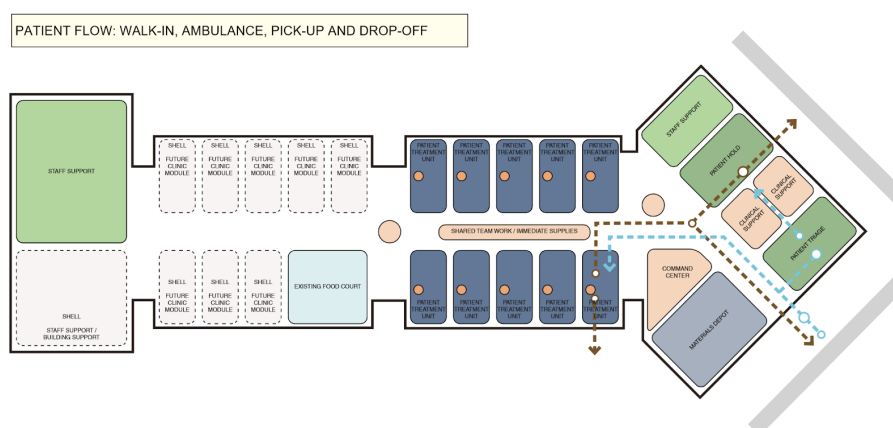 PATIENT FLOW: WALK-IN, AMBULANCE, PICK-UP AND DROP-OFF
STAFF SUPPORT
SHELL
FUTURE
CLINIC
MODULE
SHELL
FUTURE
CLINIC
MODULE
SHELL
FUTURE
CLINIC
MODULE
SHELL
FUTURE
CLINIC
MODULE
SHELL
FUTURE
CLINIC
MODULE
PATIENT
TREATMENT
UNIT
PATIENT
TREATMENT
UNIT
PATIENT
TREATMENT
UNIT
PATIENT
TREATMENT
UNIT
PATIENT
TREATMENT
UNIT
STAFF SUPPORT
PATIENT HOLD
CLINICAL
SUPPORT
CLINICAL
SUPPORT
PATIENT TRIAGE
SHARED TEAM WORK / IMMEDIATE SUPPLIES
SHELL
STAFF SUPPORT /
BUILDING SUPPORT
SHELL
FUTURE
CLINIC
MODULE
SHELL
FUTURE
CLINIC
MODULE
SHELL
FUTURE
CLINIC
MODULE
EXISTING FOOD COURT
PATIENT
TREATMENT
UNIT
PATIENT
TREATMENT
UNIT
PATIENT
TREATMENT
UNIT
PATIENT
TREATMENT
UNIT
PATIENT
TREATMENT
UNIT
COMMAND
CENTER
MATERIALS DEPOT